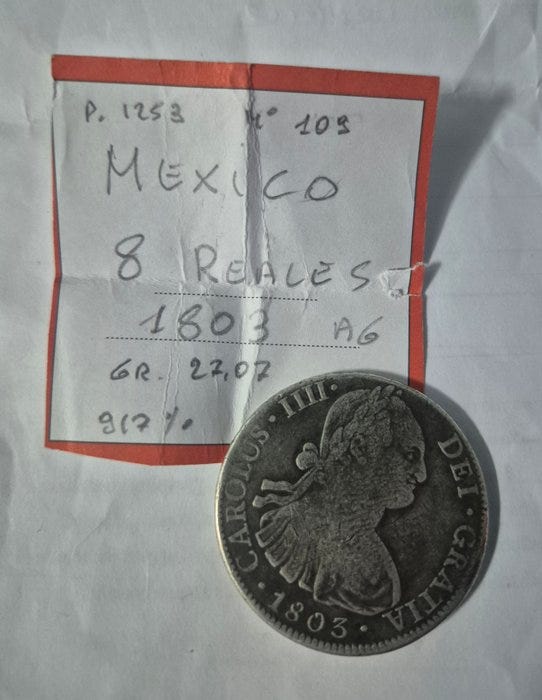 P. 1253 N° 109
MEXICO
8 REALES
1803 AG
GR. 27,07
917 %.
CAROLUS · IIII · DEI · GRATIA
· 1803 ·